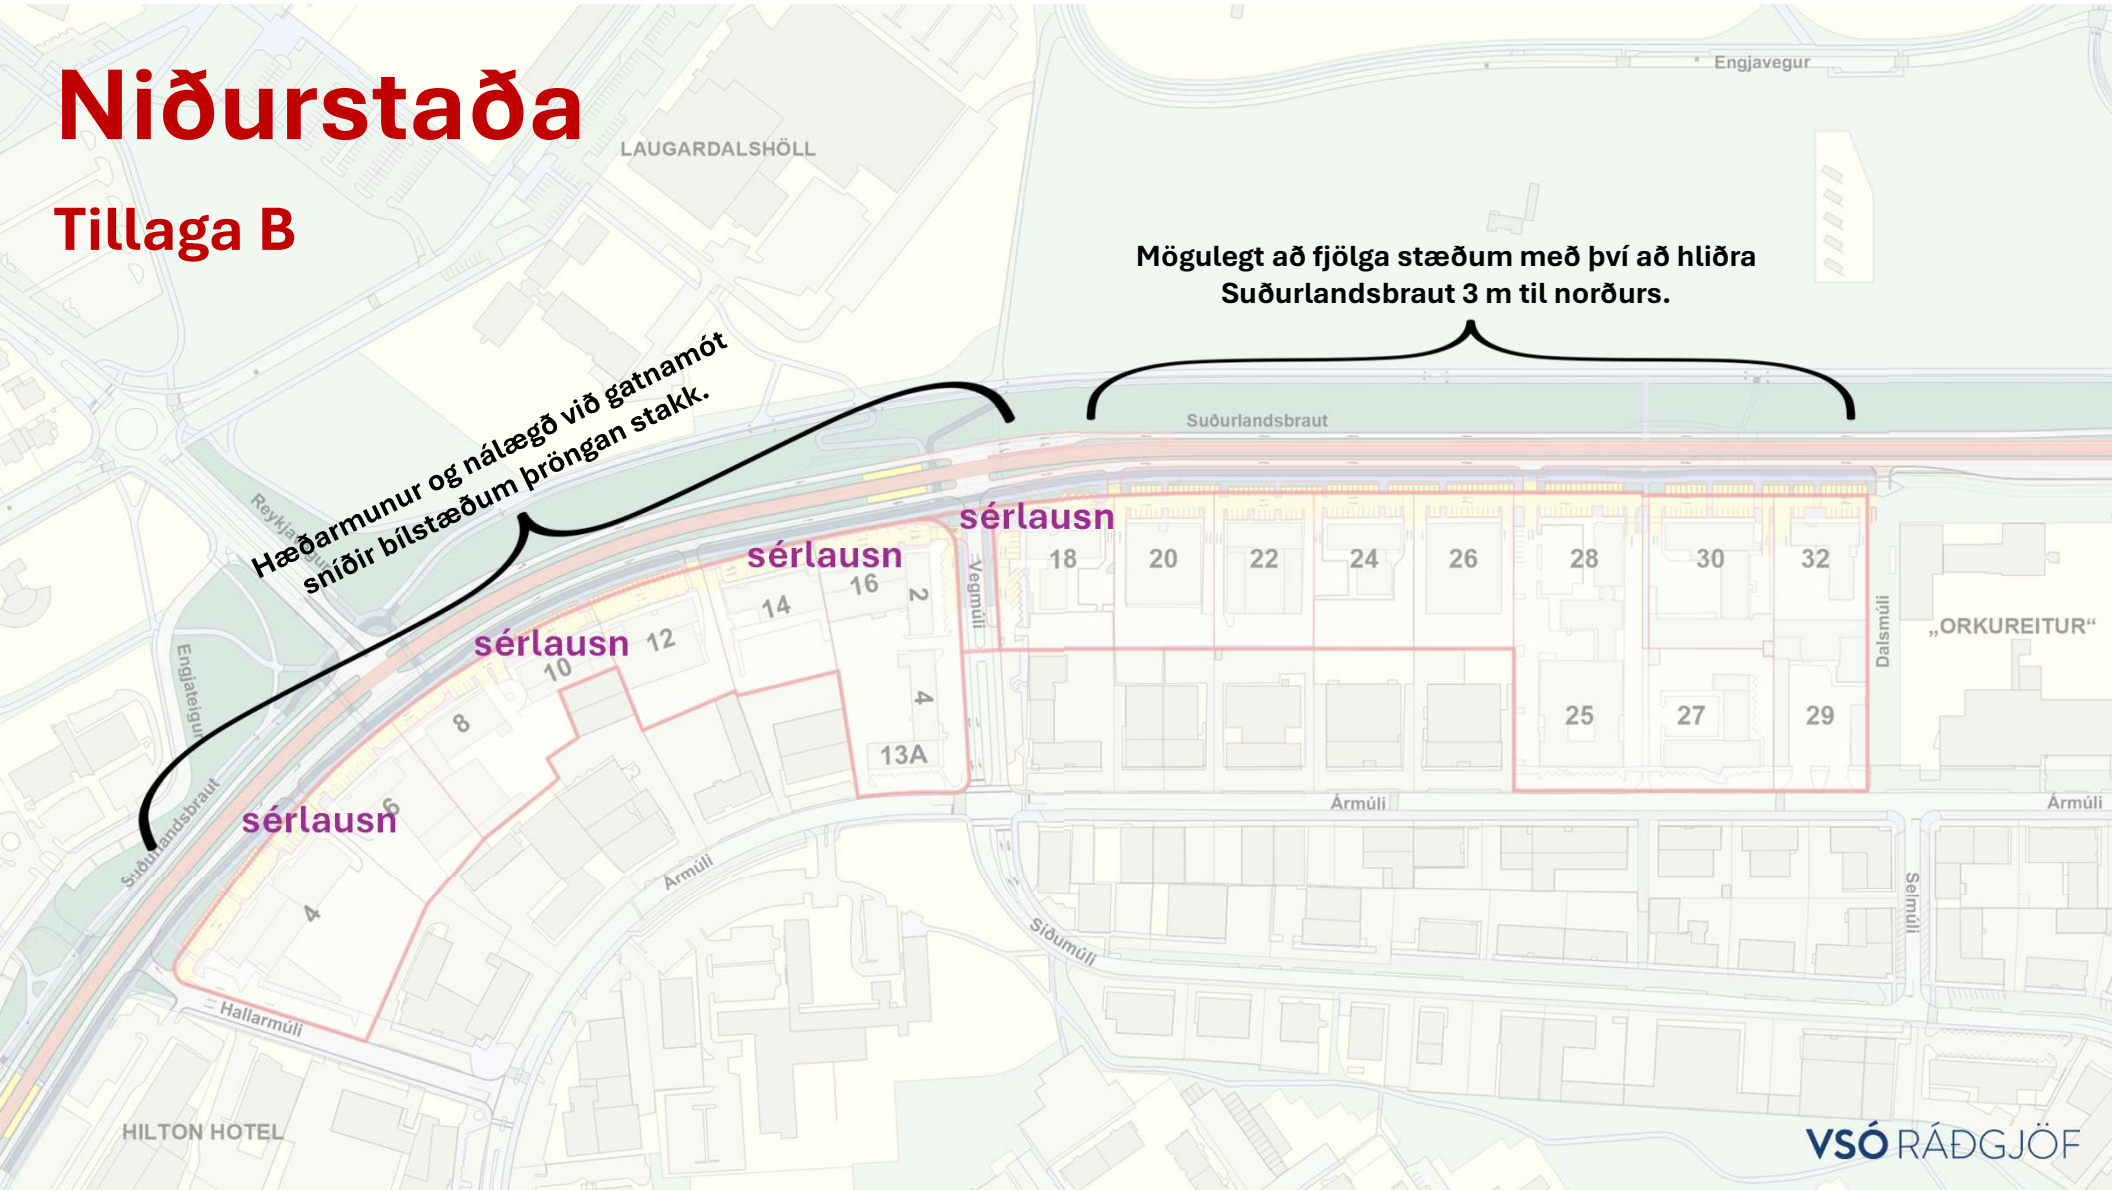 Niðurstaða
Tillaga B
LAUGARDALSHÖLL
Engjavegur
Mögulegt að fjölga stæðum með því að hliðra
Suðurlandsbraut 3 m til norðurs.
Hæðarmunur og nálægð við gatnamót
sníðir bílstæðum þröngan stakk.
Suðurlandsbraut
sérlausn
sérlausn
sérlausn
sérlausn
18
20
22
24
26
28
30
32
16
2
14
12
10
8
6
4
4
13A
25
27
29
Vegmúli
Dalsmúli
„ORKUREITUR“
Engjateigur
Suðurlandsbraut
Ármúli
Ármúli
Ármúli
Síðumúli
Selmúli
Hallarmúli
HILTON HOTEL
VSÓ RÁÐGJÖF